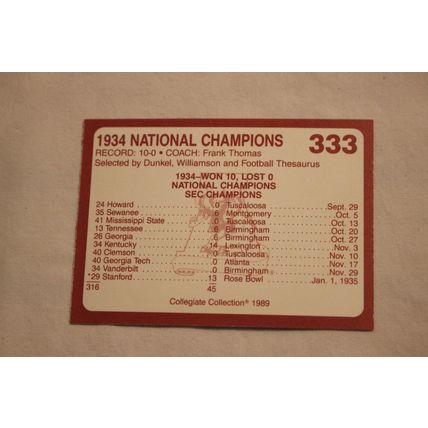 1934 NATIONAL CHAMPIONS 333
RECORD: 10-0 • COACH: Frank Thomas
Selected by Dunkel, Williamson and Football Thesaurus
1934–WON 10, LOST 0
NATIONAL CHAMPIONS
SEC CHAMPIONS
24 Howard 0 Tuscaloosa Sept. 29
35 Sewanee 6 Montgomery Oct. 5
41 Mississippi State 0 Tuscaloosa Oct. 13
13 Tennessee 6 Birmingham Oct. 20
26 Georgia 6 Birmingham Oct. 27
34 Kentucky 14 Lexington Nov. 3
40 Clemson 0 Tuscaloosa Nov. 10
40 Georgia Tech 0 Atlanta Nov. 17
34 Vanderbilt 0 Birmingham Nov. 29
*29 Stanford 13 Rose Bowl Jan. 1, 1935
316 45
Collegiate Collection® 1989